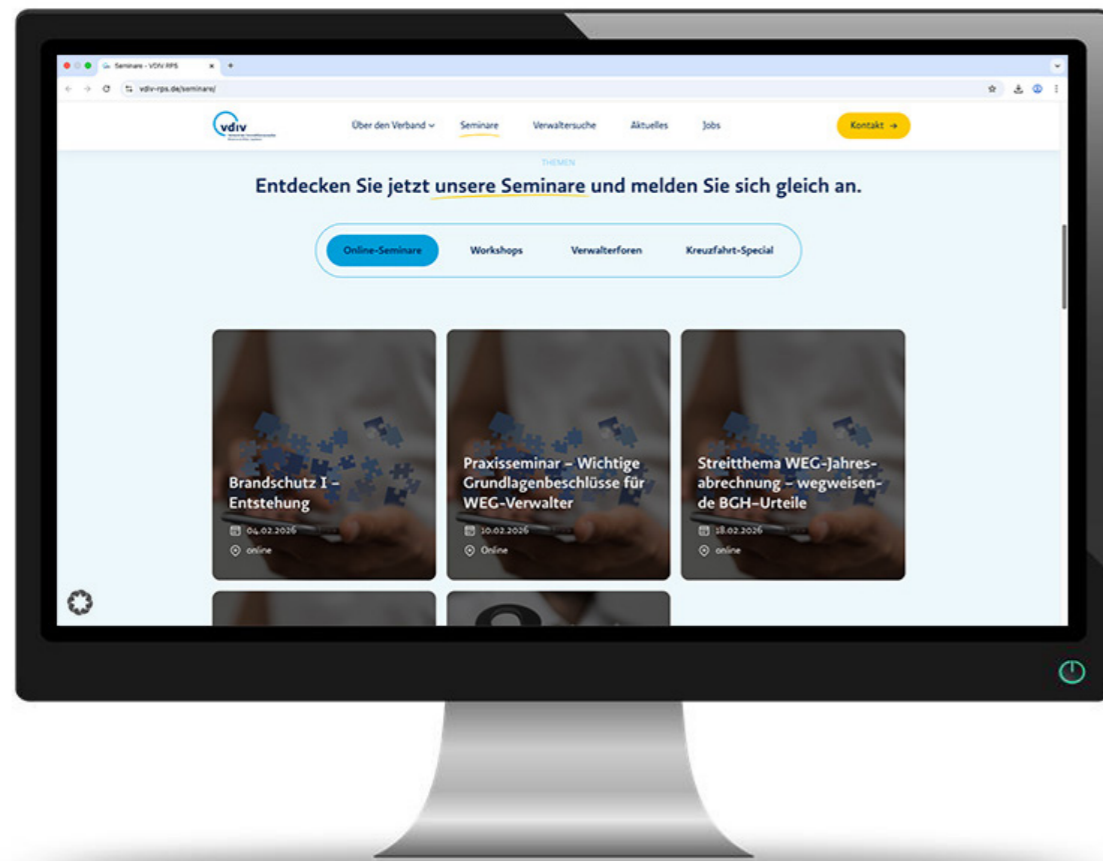 Seminare - VDIV RPS
vdiv-rps.de/seminare/
vdiv
Über den Verband
Seminare
Verwaltersuche
Aktuelles
Jobs
Kontakt →
THEMEN
Entdecken Sie jetzt unsere Seminare und melden Sie sich gleich an.
Online-Seminare
Workshops
Verwalterforen
Kreuzfahrt-Special
Brandschutz I –
Entstehung
04.02.2026
online
Praxisseminar – Wichtige
Grundlagenbeschlüsse für
WEG-Verwalter
10.02.2026
Online
Streitthema WEG-Jahres-
abrechnung – wegweisen-
de BGH-Urteile
18.02.2026
online